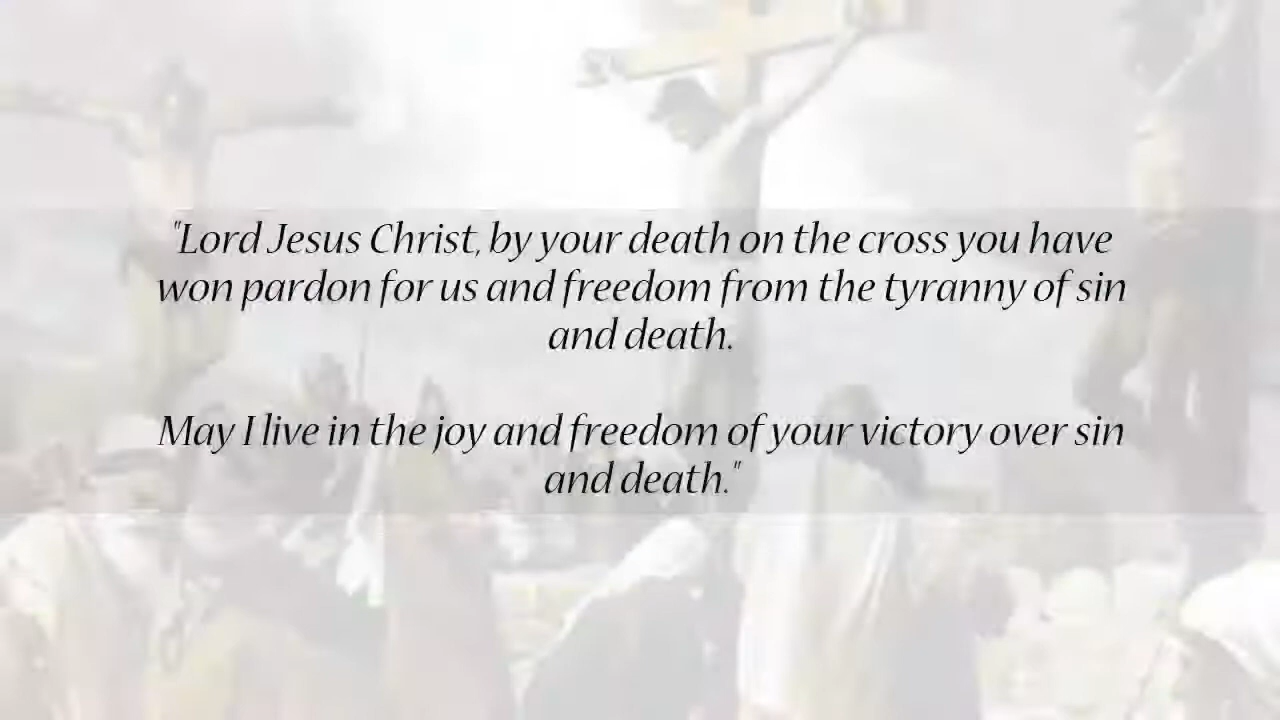 "Lord Jesus Christ, by your death on the cross you have
won pardon for us and freedom from the tyranny of sin
and death.
May I live in the joy and freedom of your victory over sin
and death."